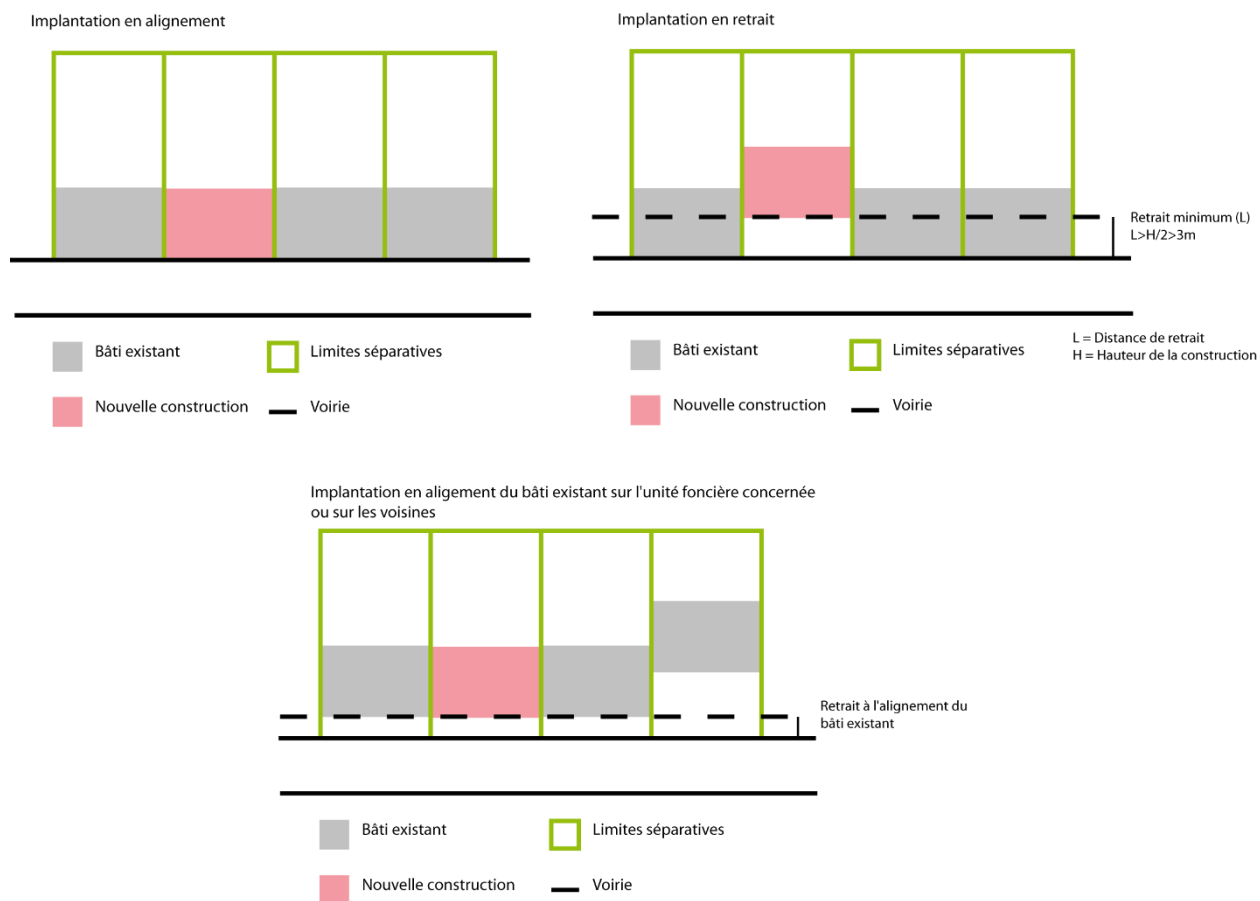 Implantation en alignement
Bâti existant
Limites séparatives
Nouvelle construction
Voirie
Implantation en retrait
Retrait minimum (L)
L>H/2>3m
Bâti existant
Limites séparatives
L = Distance de retrait
H = Hauteur de la construction
Nouvelle construction
Voirie
Implantation en aligement du bâti existant sur l'unité foncière concernée
ou sur les voisines
Retrait à l'alignement du
bâti existant
Bâti existant
Limites séparatives
Nouvelle construction
Voirie